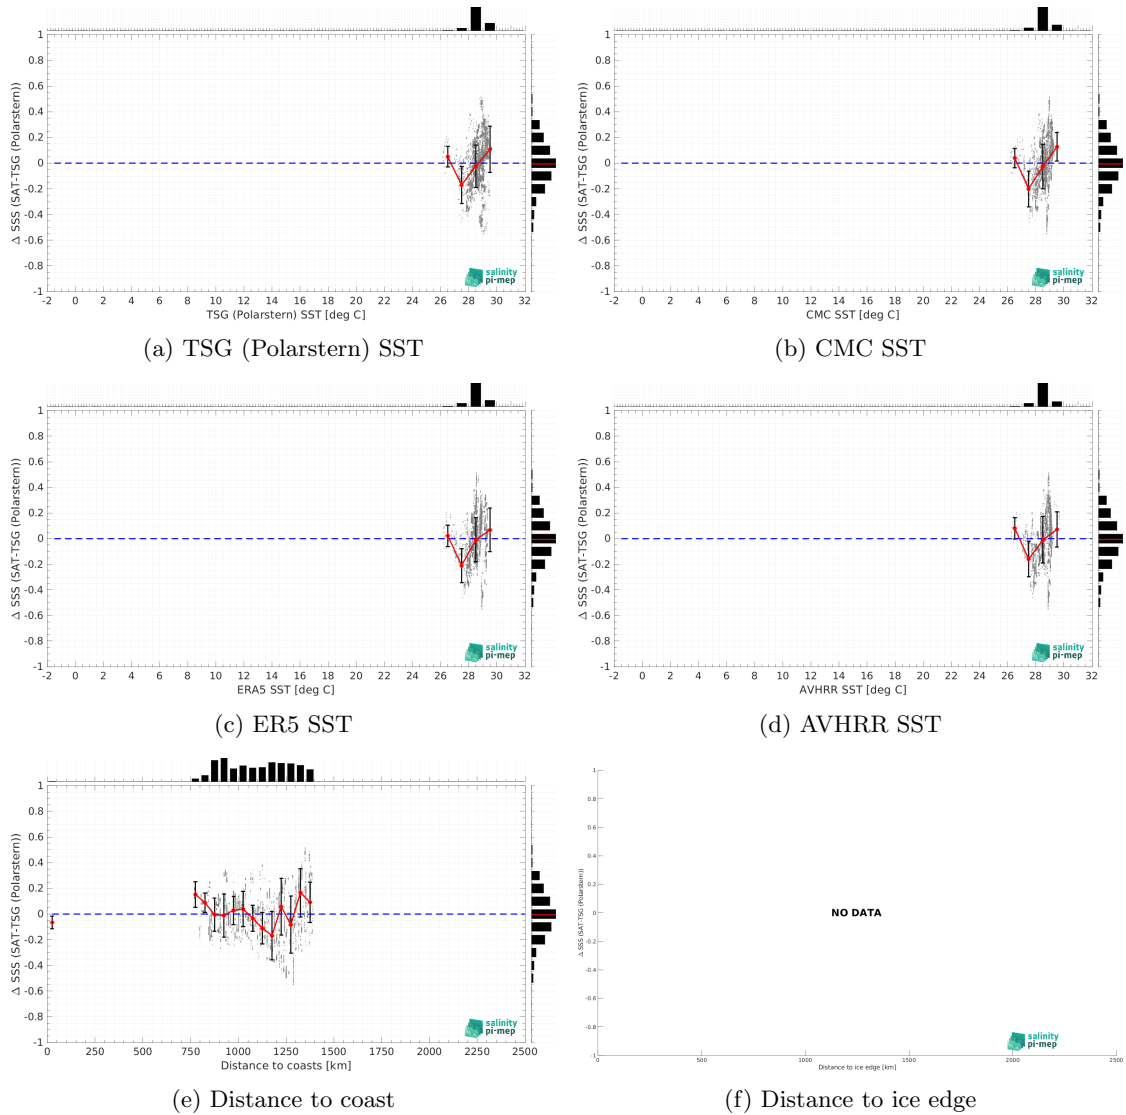 1
0.8
0.6
0.4
0.2
0
-0.2
-0.4
-0.6
-0.8
-1
Δ SSS (SAT-TSG (Polarstern))
salinity
pi-mep
-2 0 2 4 6 8 10 12 14 16 18 20 22 24 26 28 30 32
TSG (Polarstern) SST [deg C]
(a) TSG (Polarstern) SST
1
0.8
0.6
0.4
0.2
0
-0.2
-0.4
-0.6
-0.8
-1
Δ SSS (SAT-TSG (Polarstern))
salinity
pi-mep
-2 0 2 4 6 8 10 12 14 16 18 20 22 24 26 28 30 32
CMC SST [deg C]
(b) CMC SST
1
0.8
0.6
0.4
0.2
0
-0.2
-0.4
-0.6
-0.8
-1
Δ SSS (SAT-TSG (Polarstern))
salinity
pi-mep
-2 0 2 4 6 8 10 12 14 16 18 20 22 24 26 28 30 32
ERA5 SST [deg C]
(c) ER5 SST
1
0.8
0.6
0.4
0.2
0
-0.2
-0.4
-0.6
-0.8
-1
Δ SSS (SAT-TSG (Polarstern))
salinity
pi-mep
-2 0 2 4 6 8 10 12 14 16 18 20 22 24 26 28 30 32
AVHRR SST [deg C]
(d) AVHRR SST
1
0.8
0.6
0.4
0.2
0
-0.2
-0.4
-0.6
-0.8
-1
Δ SSS (SAT-TSG (Polarstern))
salinity
pi-mep
0 250 500 750 1000 1250 1500 1750 2000 2250 2500
Distance to coasts [km]
(e) Distance to coast
1
0.8
0.6
0.4
0.2
0
-0.2
-0.4
-0.6
-0.8
-1
Δ SSS (SAT-TSG (Polarstern))
NO DATA
salinity
pi-mep
0 500 1000 1500 2000 2500
Distance to ice edge [km]
(f) Distance to ice edge